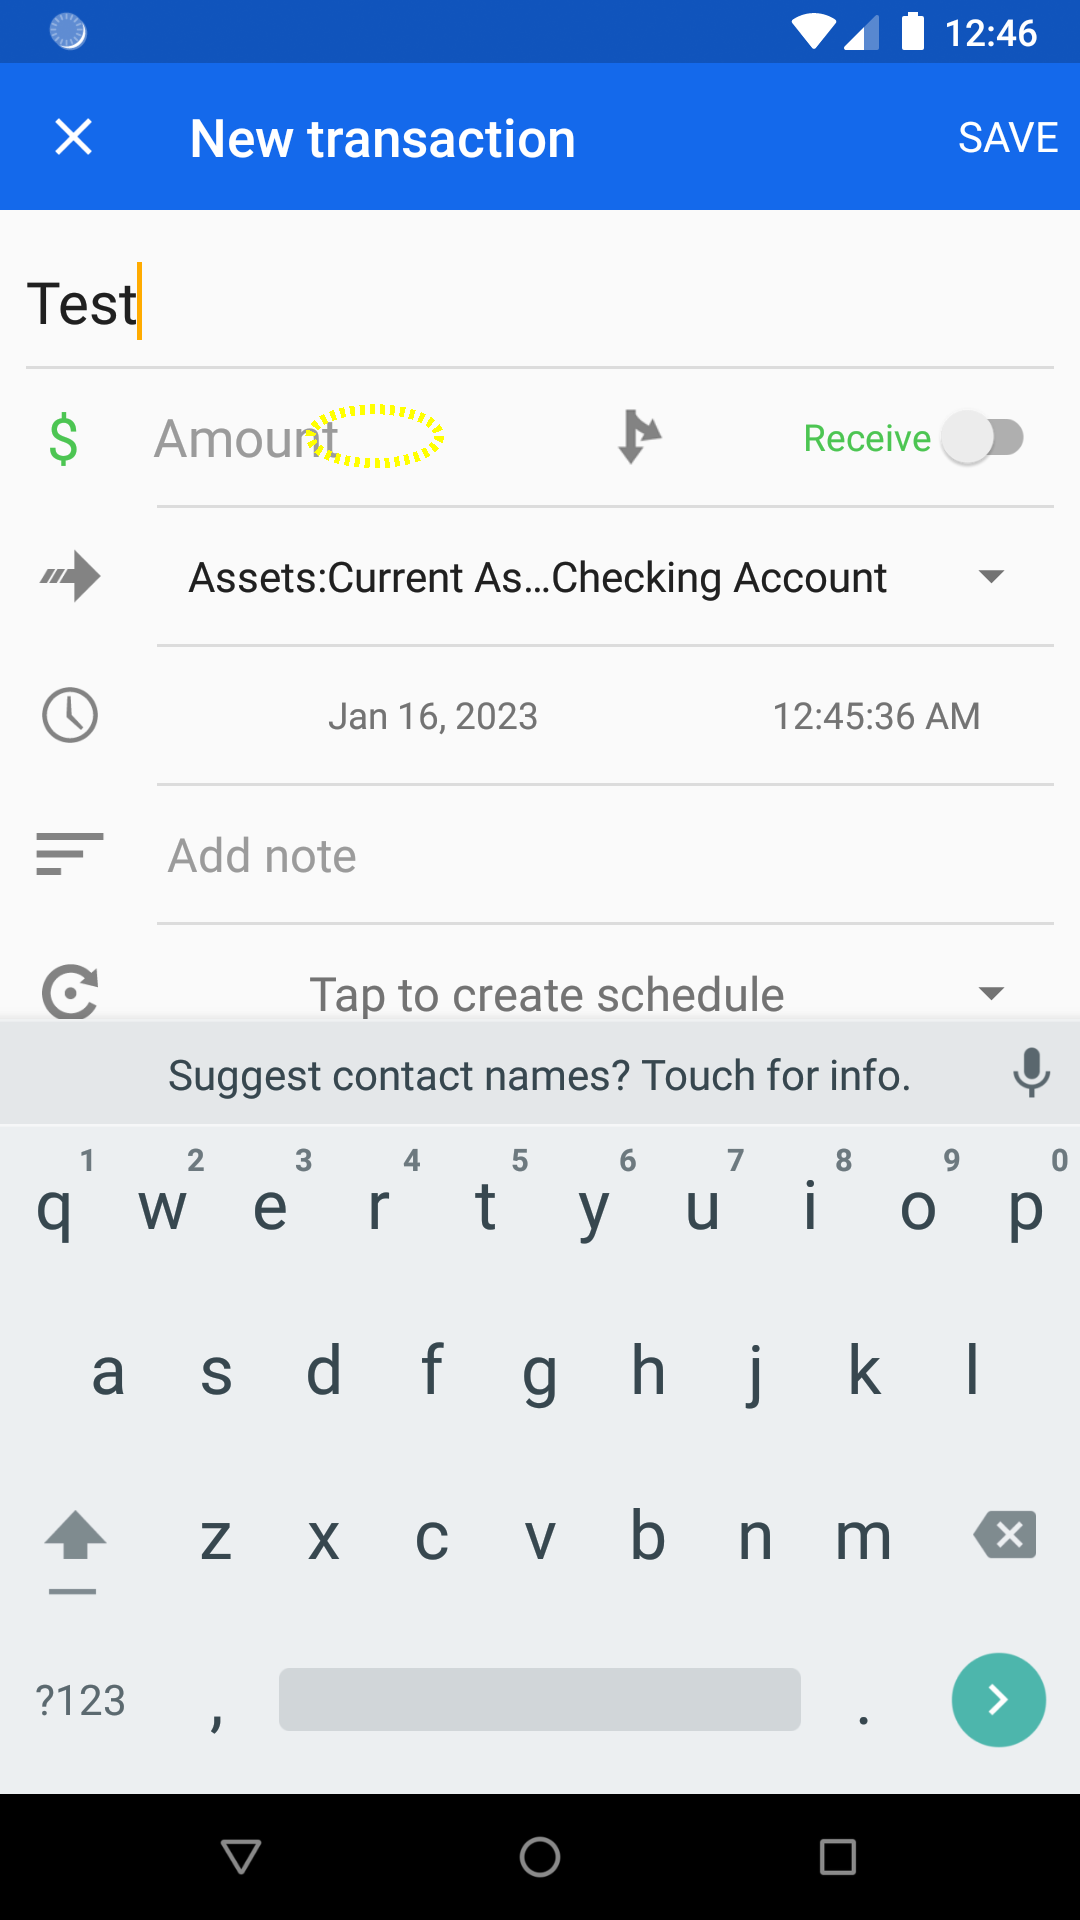 12:46
New transaction
SAVE
Test
$ Amount Receive
Assets:Current As...Checking Account
Jan 16, 2023 12:45:36 AM
Add note
Tap to create schedule
Suggest contact names? Touch for info.
1 2 3 4 5 6 7 8 9 0
q w e r t y u i o p
a s d f g h j k l
z x c v b n m
?123 , .